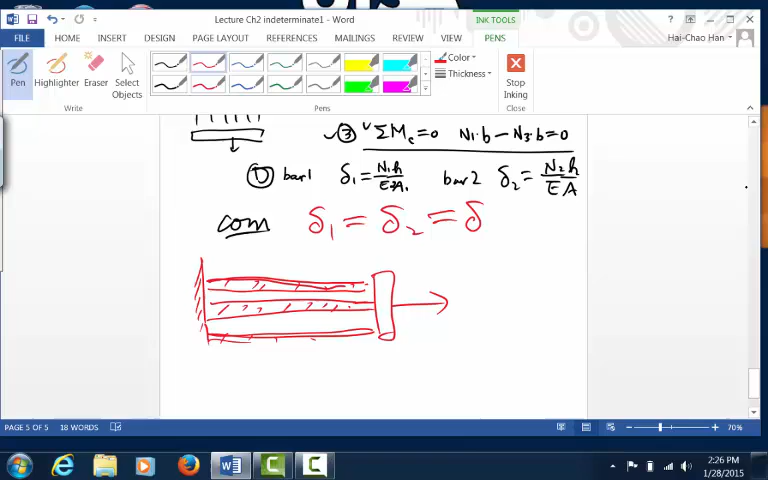 Lecture Ch2 indeterminate1 - Word
INK TOOLS
FILE HOME INSERT DESIGN PAGE LAYOUT REFERENCES MAILINGS REVIEW VIEW PENS
Hai-Chao Han
Pen Highlighter Eraser Select Objects
Color
Thickness
Stop Inking
Write Pens Close
③ ΣMc=0 N1·b − N3·b=0
① bar1 δ1=N1h/E·A1 bar2 δ2=N2h/EA
com δ1 = δ2 = δ
PAGE 5 OF 5 18 WORDS
70%
2:26 PM
1/28/2015